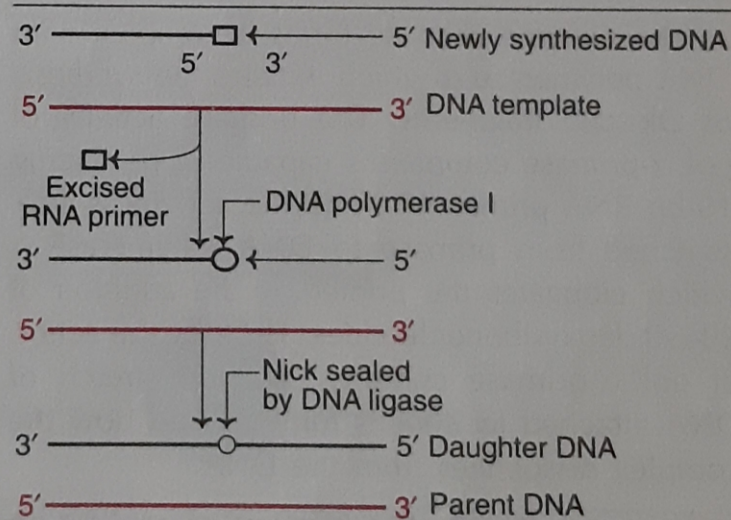 3′ 5′ Newly synthesized DNA
5′ 3′
5′ 3′ DNA template
Excised
RNA primer
DNA polymerase I
3′ 5′
5′ 3′
Nick sealed
by DNA ligase
3′ 5′ Daughter DNA
5′ 3′ Parent DNA